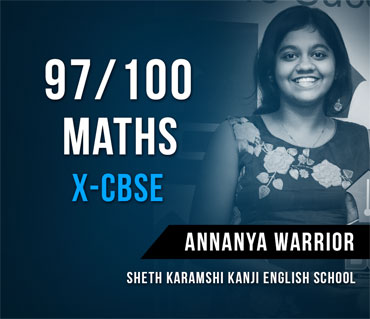 97/100
MATHS
X-CBSE
ANNANYA WARRIOR
SHETH KARAMSHI KANJI ENGLISH SCHOOL